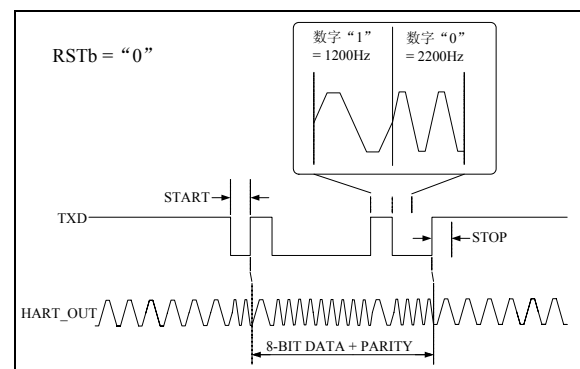 RSTb = “0”
数字“1” 数字“0”
= 1200Hz = 2200Hz
START
TXD
STOP
HART_OUT
8-BIT DATA + PARITY